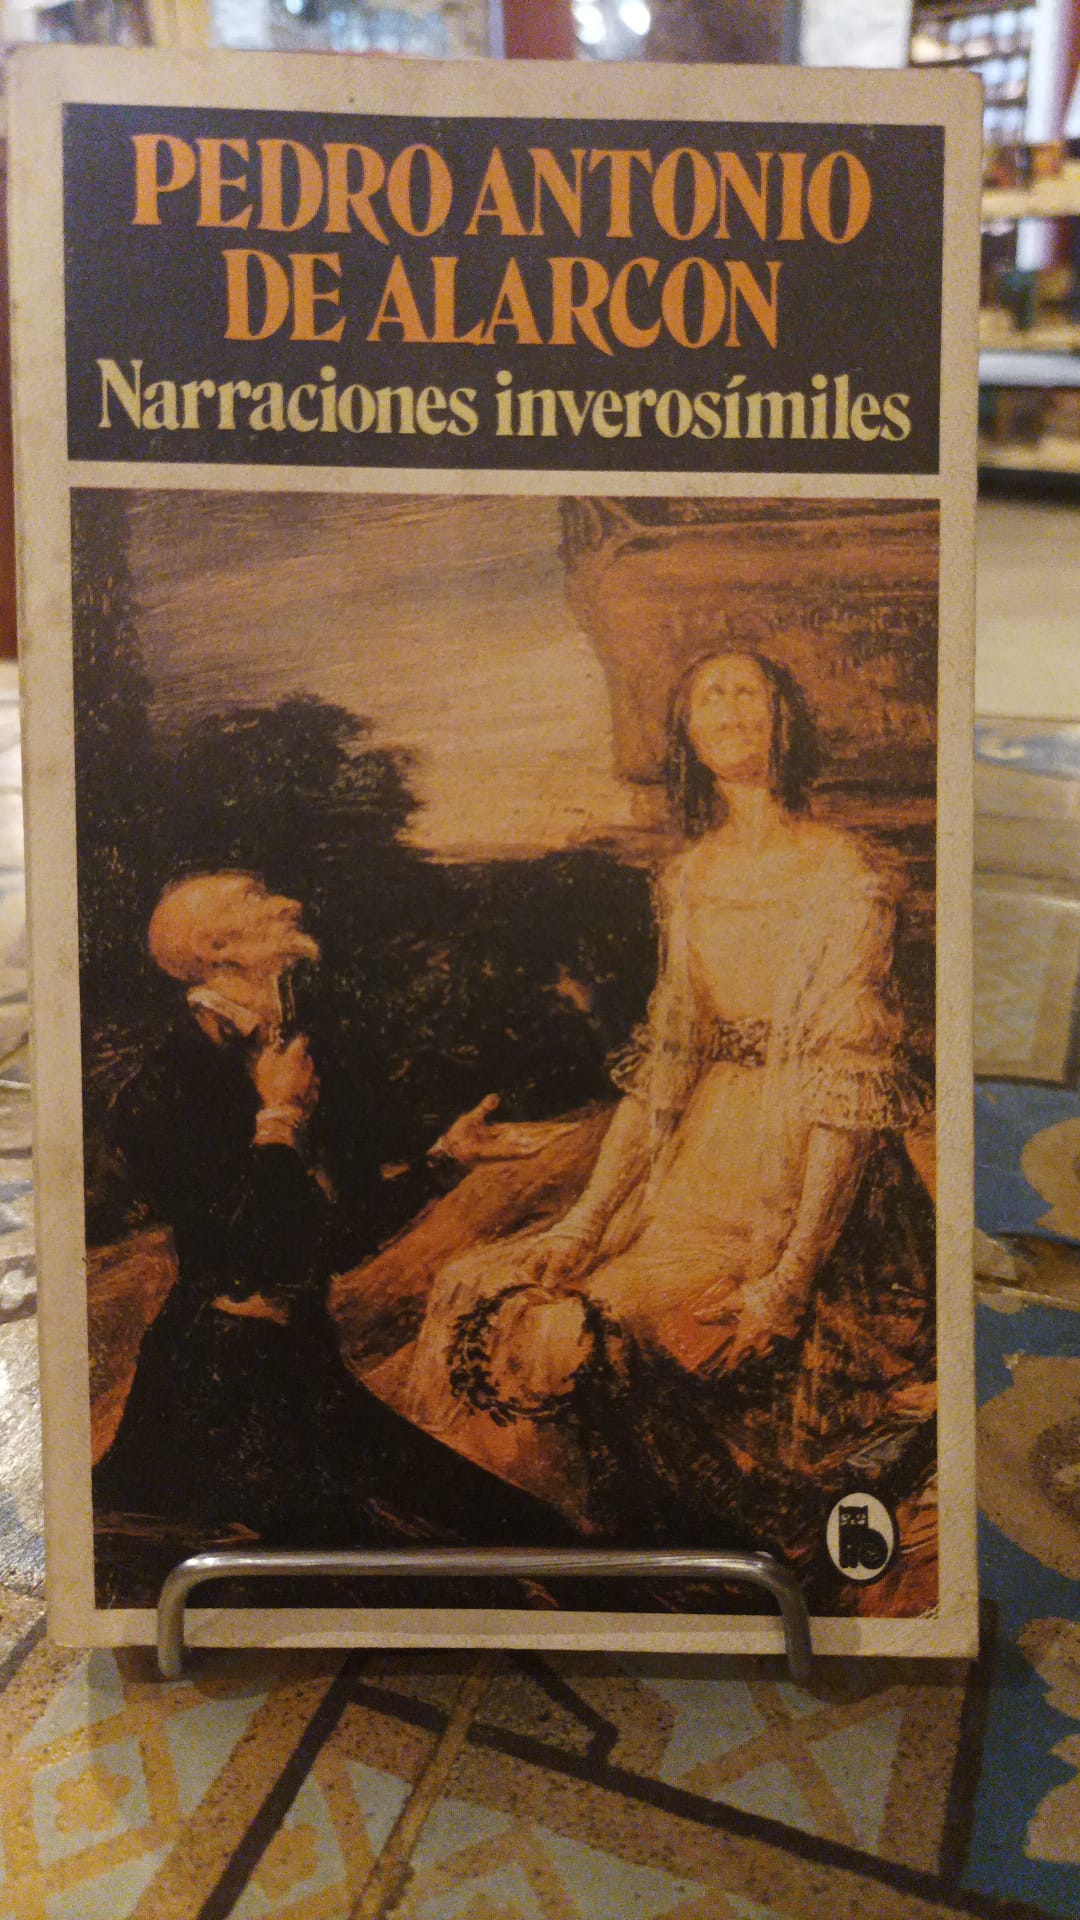 PEDRO ANTONIO
DE ALARCON
Narraciones inverosímiles